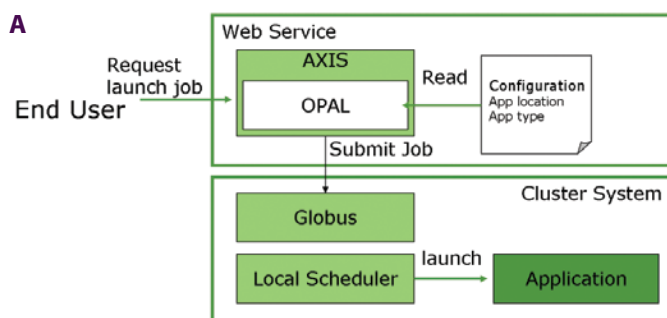 A
Web Service
AXIS
Request
launch job
End User
OPAL
Read
Configuration
App location
App type
Submit Job
Cluster System
Globus
Local Scheduler
launch
Application